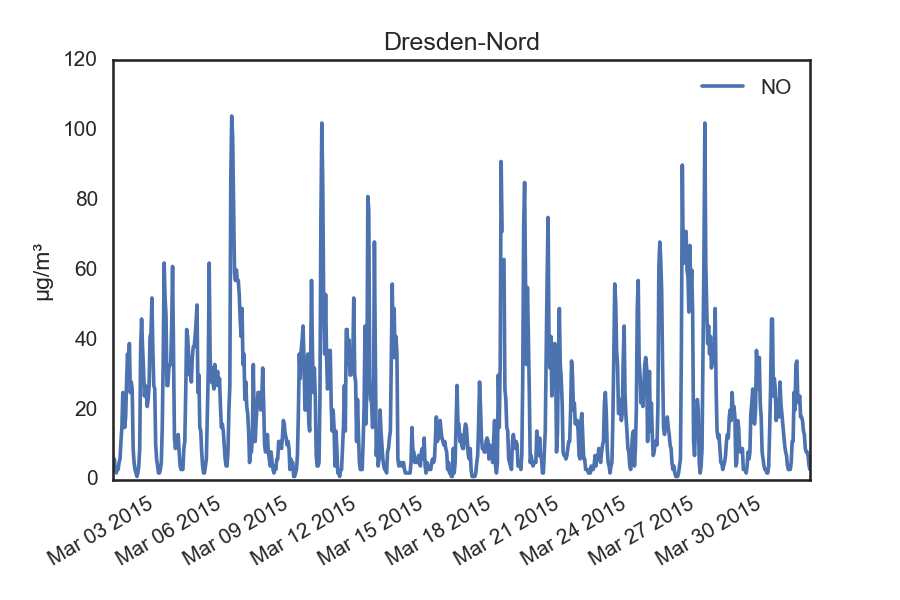 Dresden-Nord
120
NO
100
80
60
40
20
0
µg/m³
Mar 03 2015
Mar 06 2015
Mar 09 2015
Mar 12 2015
Mar 15 2015
Mar 18 2015
Mar 21 2015
Mar 24 2015
Mar 27 2015
Mar 30 2015